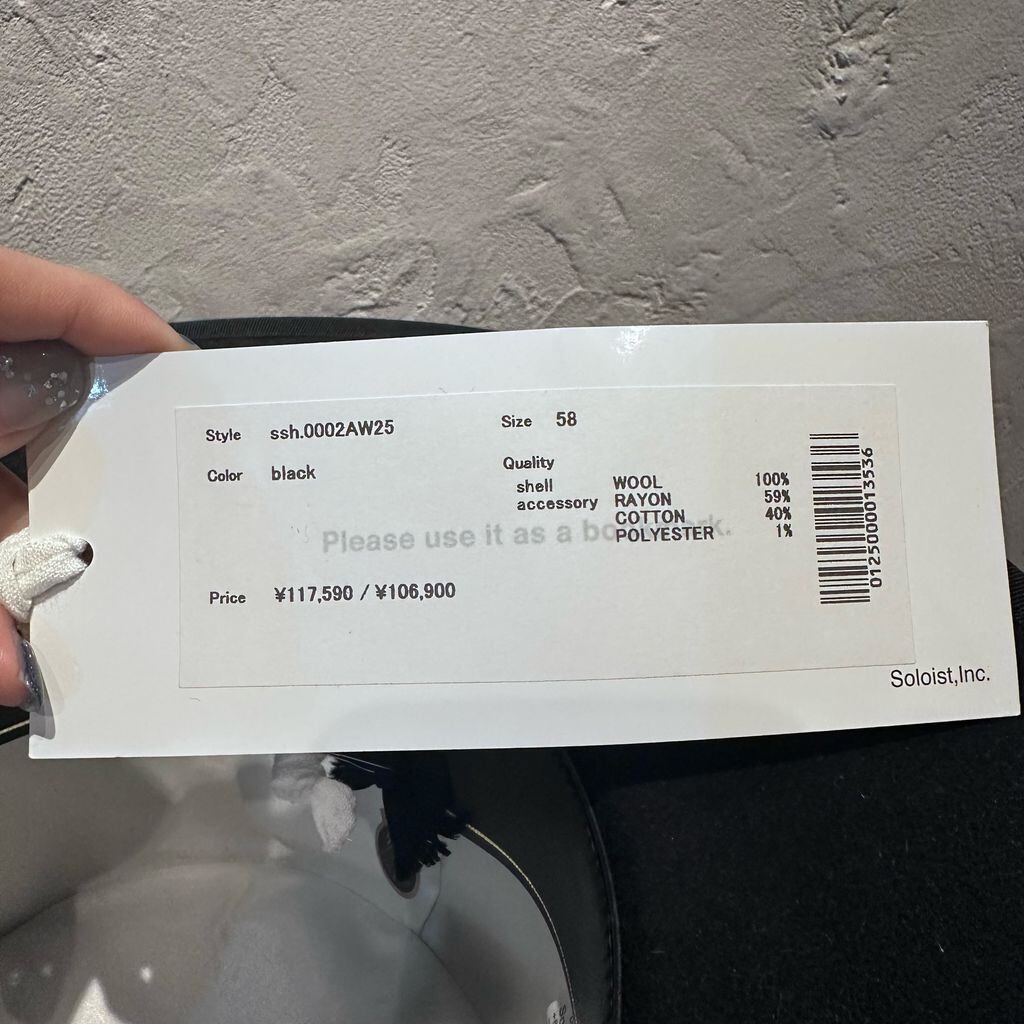 Style ssh.0002AW25
Size 58
Color black
Quality
shell WOOL 100%
accessory RAYON 59%
COTTON 40%
POLYESTER 1%
Please use it as a
Price ¥117,590 / ¥106,900
0125000013536
Soloist,Inc.